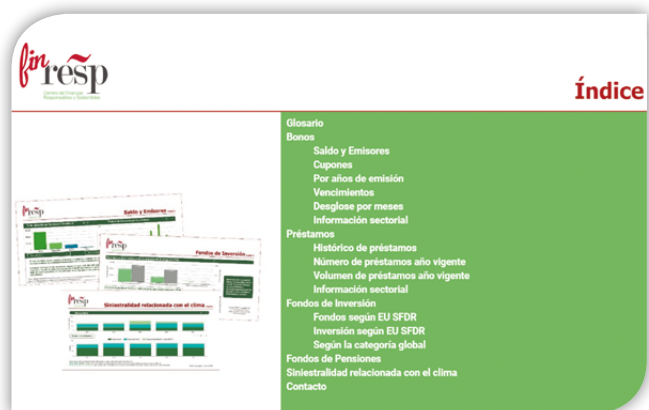 fin
resp
Centro de Finanzas
Responsables y Sostenibles
Índice
Glosario
Bonos
Saldo y Emisores
Cupones
Por años de emisión
Vencimientos
Desglose por meses
Información sectorial
Préstamos
Histórico de préstamos
Número de préstamos año vigente
Volumen de préstamos año vigente
Información sectorial
Fondos de Inversión
Fondos según EU SFDR
Inversión según EU SFDR
Según la categoría global
Fondos de Pensiones
Siniestralidad relacionada con el clima
Contacto
finresp
Saldo y Emisores
finresp
Fondos de Inversión
finresp
Siniestralidad relacionada con el clima